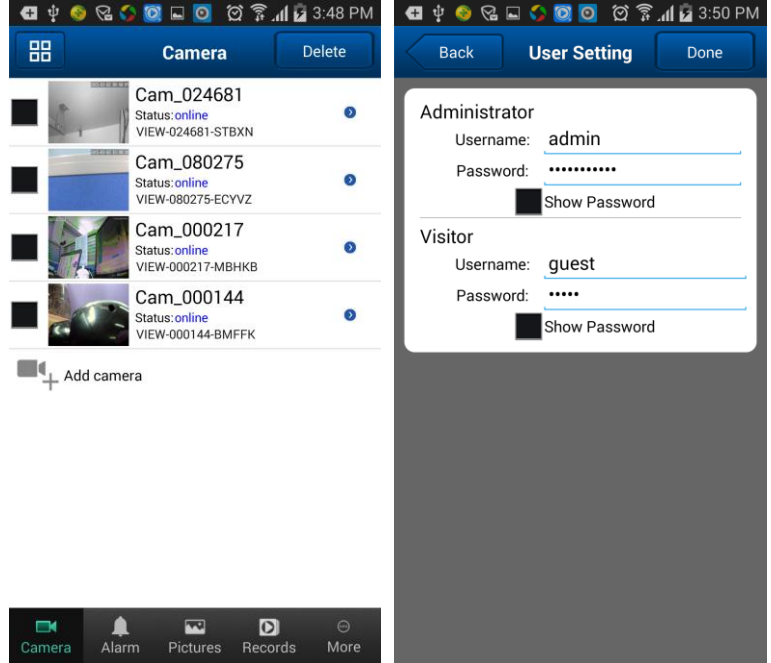 3:48 PM
Camera
Delete
Cam_024681
Status:online
VIEW-024681-STBXN
Cam_080275
Status:online
VIEW-080275-ECYVZ
Cam_000217
Status:online
VIEW-000217-MBHKB
Cam_000144
Status:online
VIEW-000144-BMFFK
Add camera
Camera
Alarm
Pictures
Records
More
3:50 PM
Back
User Setting
Done
Administrator
Username: admin
Password: •••••••••••
Show Password
Visitor
Username: guest
Password: •••••
Show Password